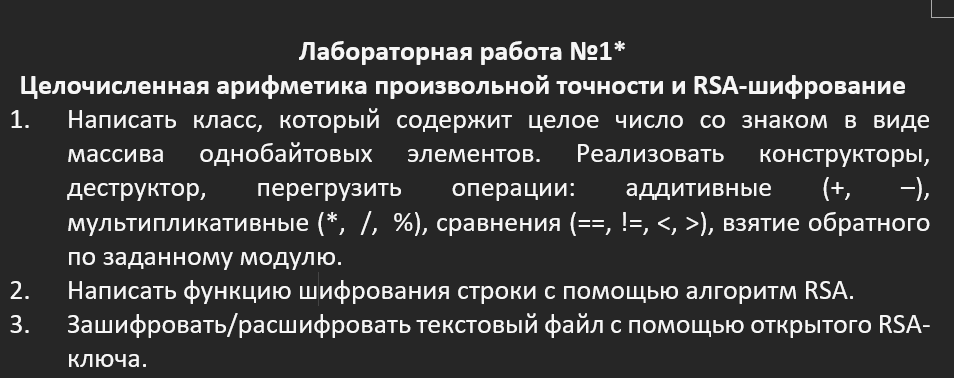 Лабораторная работа №1*
Целочисленная арифметика произвольной точности и RSA-шифрование
1. Написать класс, который содержит целое число со знаком в виде
массива однобайтовых элементов. Реализовать конструкторы,
деструктор, перегрузить операции: аддитивные (+, –),
мультипликативные (*, /, %), сравнения (==, !=, <, >), взятие обратного
по заданному модулю.
2. Написать функцию шифрования строки с помощью алгоритм RSA.
3. Зашифровать/расшифровать текстовый файл с помощью открытого RSA-
ключа.